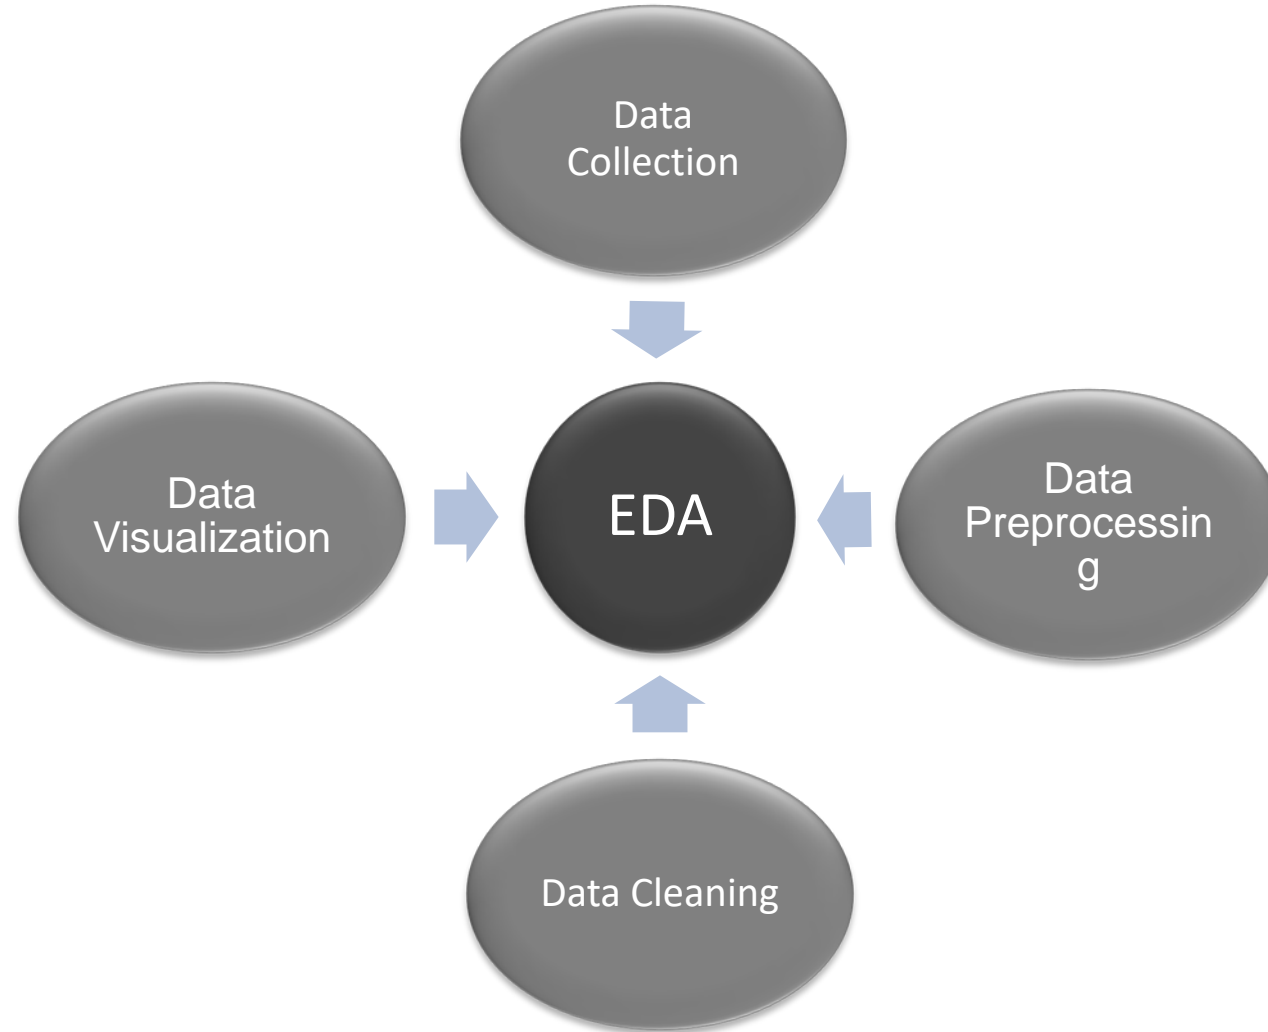 Data
Collection
Data
Visualization
EDA
Data
Preprocessin
g
Data Cleaning